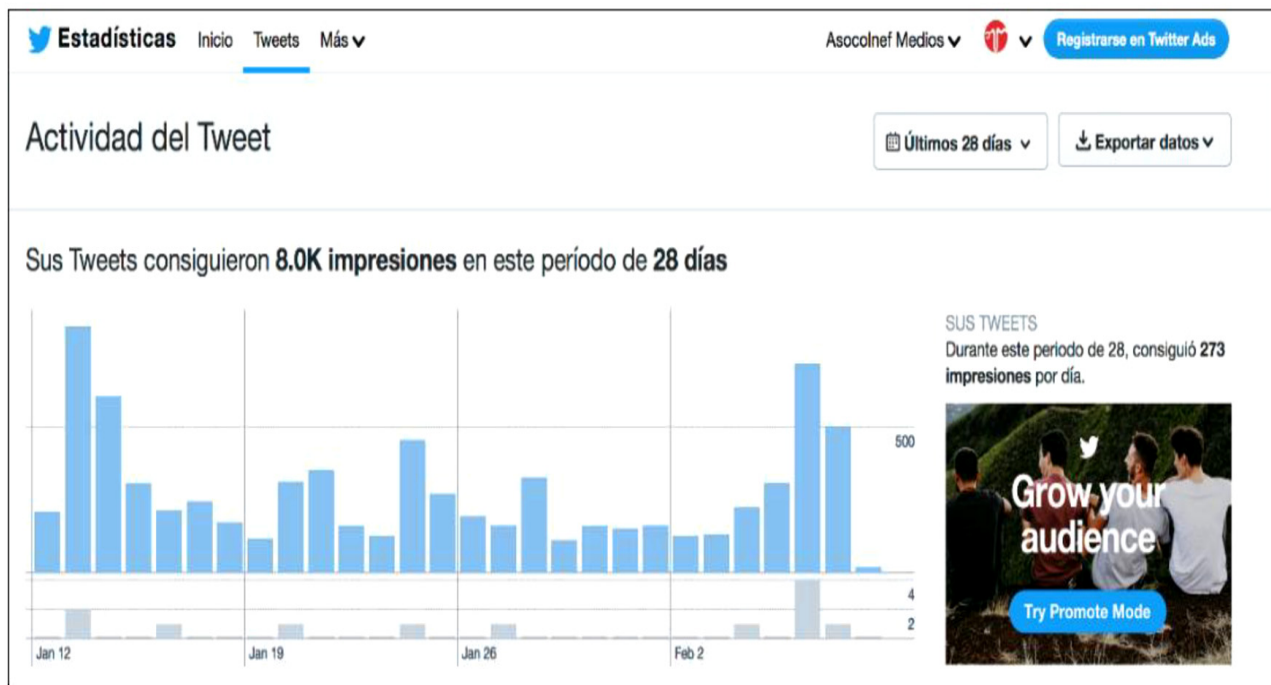 Estadísticas Inicio Tweets Más
AsocoInef Medios
Registrarse en Twitter Ads
Actividad del Tweet
Últimos 28 días
Exportar datos
Sus Tweets consiguieron 8.0K impresiones en este período de 28 días
500
4
2
Jan 12 Jan 19 Jan 26 Feb 2
SUS TWEETS
Durante este periodo de 28, consiguió 273
impresiones por día.
Grow your
audience
Try Promote Mode